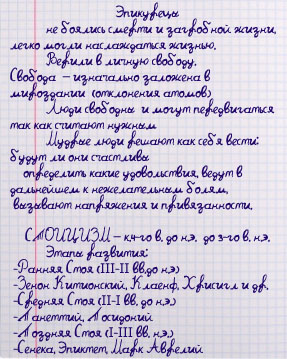 Эпикурецы
не боялись смерти и загробной жизни,
легко могли наслаждаться жизнью.
Верили в личную свободу.
Свобода – изначально заложена в
мироздании (отклонения атомов)
Люди свободны и могут передвигаться
так как считают нужным
Мудрые люди решают как себя вести:
будут ли они счастливы
определить какие удовольствия, ведут в
дальнейшем к нежелательным болям,
вызывают напряжения и привязанности.
СТОИЦИЗМ – к.4-го в. до н.э. до 3-го в. н.э.
Этапы развития:
-Ранняя Стоя (III-II вв.до н.э)
-Зенон Китионский, Клаенф, Хрисипп и др.
-Средняя Стоя (II-I вв. до н.э)
-Панеттий, Посидоний
-Поздняя Стоя (I-III вв. н.э.)
-Сенека, Эпиктет, Марк Аврелий